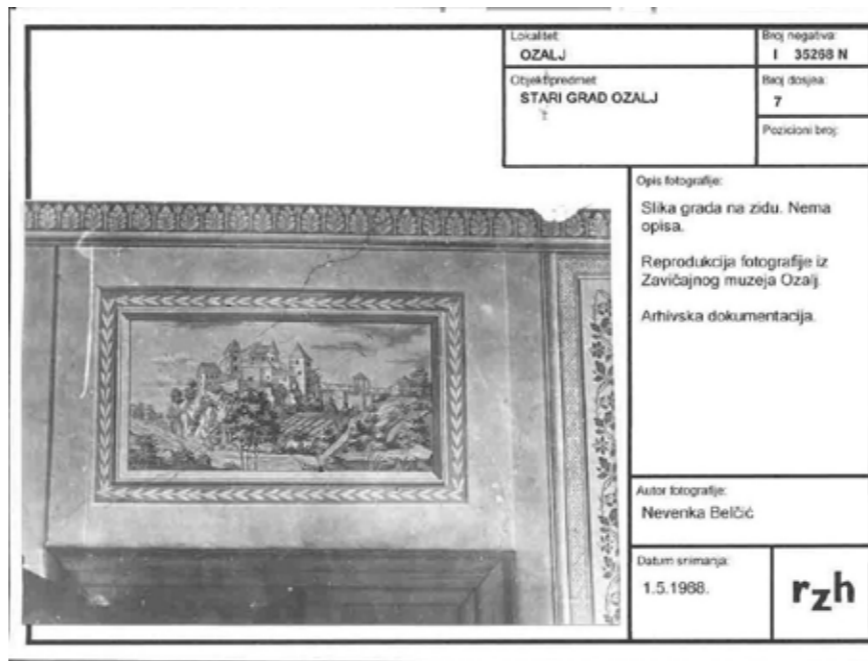 Lokalitet:
OZALJ
Broj negativa:
I 35268 N
Objekt/predmet:
STARI GRAD OZALJ
Broj dosjea:
7
Pozicioni broj:
Opis fotografije:
Slika grada na zidu. Nema
opisa.
Reprodukcija fotografije iz
Zavičajnog muzeja Ozalj.
Arhivska dokumentacija.
Autor fotografije:
Nevenka Belčić
Datum snimanja:
1.5.1988.
rzh